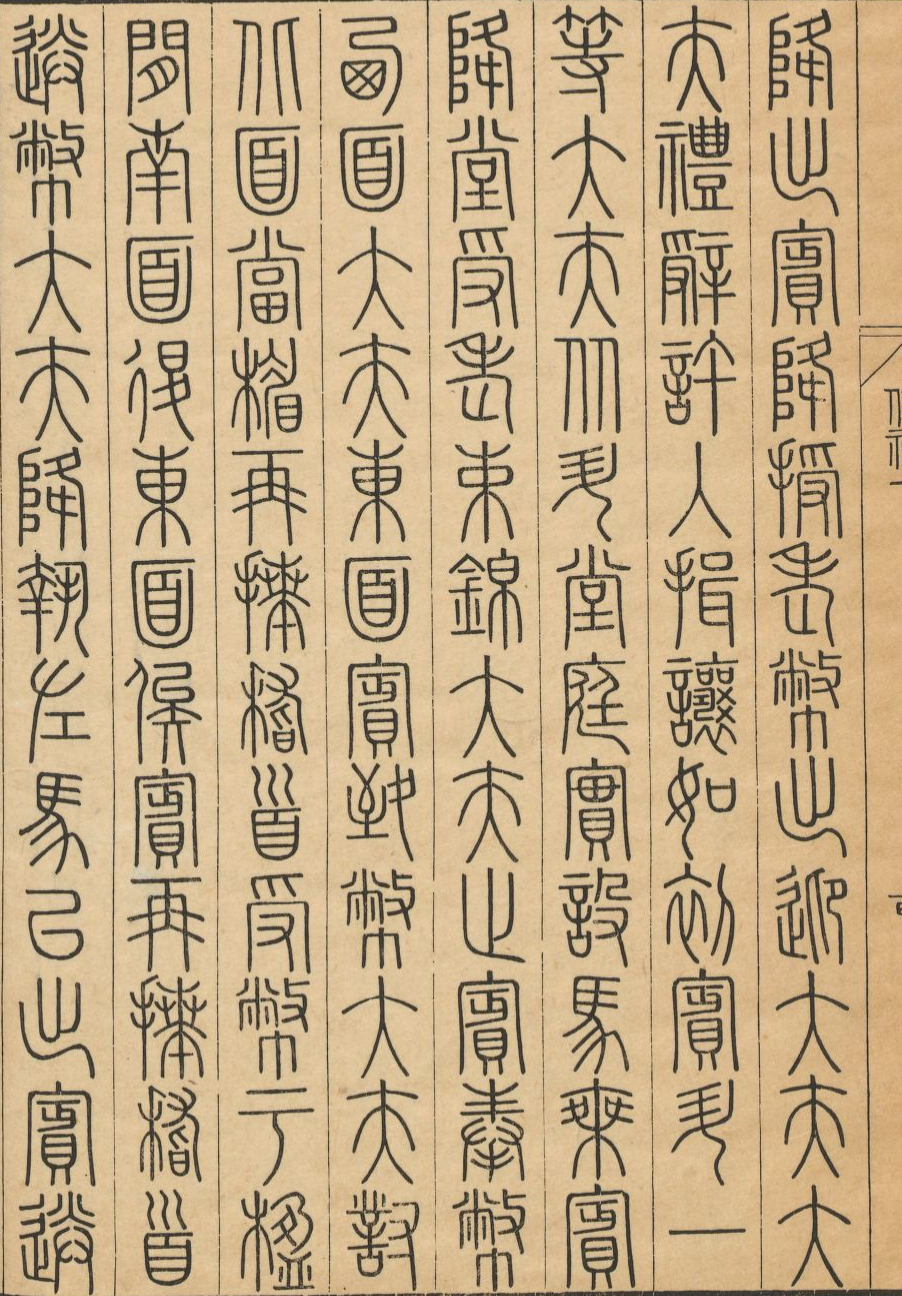 降出賓降授老幣出迎大夫大
夫禮辭許入揖讓如初賓升一
等大夫從升堂庭實設馬乘賓
降堂受老束錦大夫止賓奉幣
西面大夫東面賓致幣大夫對
北面當楣再拜稽首受幣于楹
間南面退東面俟賓再拜稽首
送幣大夫降執左馬以出賓送